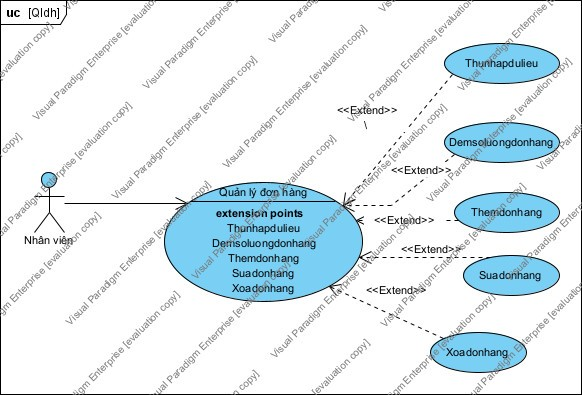 uc [Qldh]
Thunhapdulieu
<<Extend>>
Demsoluongdonhang
<<Extend>>
Quản lý đơn hàng
extension points
Thunhapdulieu
Demsoluongdonhang
Themdonhang
Suadonhang
Xoadonhang
Nhân viên
Themdonhang
<<Extend>>
Suadonhang
<<Extend>>
Xoadonhang
<<Extend>>
Visual Paradigm Enterprise [evaluation copy]